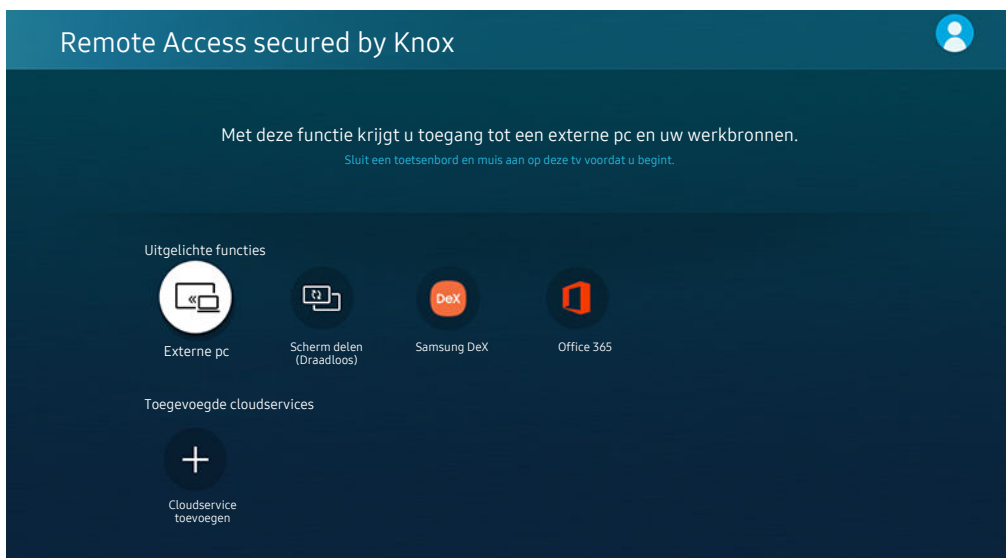 Remote Access secured by Knox
Met deze functie krijgt u toegang tot een externe pc en uw werkbronnen.
Sluit een toetsenbord en muis aan op deze tv voordat u begint.
Uitgelichte functies
DeX
Externe pc
Scherm delen
(Draadloos)
Samsung DeX
Office 365
Toegevoegde cloudservices
Cloudservice
toevoegen